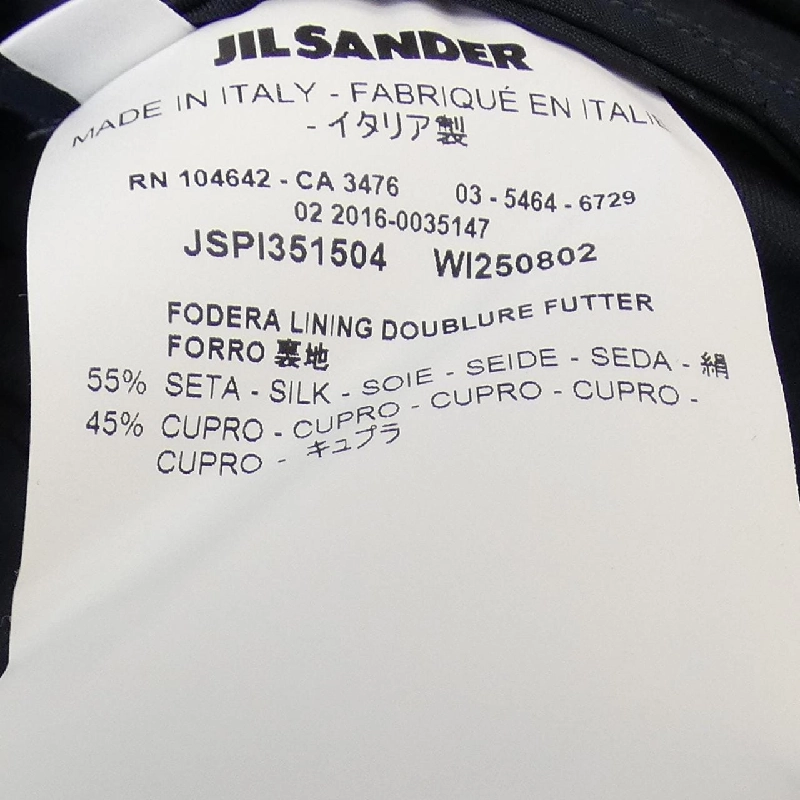 JIL SANDER
MADE IN ITALY - FABRIQUÉ EN ITALIE
- イタリア製
RN 104642 - CA 3476 03 - 5464 - 6729
02 2016-0035147
JSPI351504 WI250802
FODERA LINING DOUBLURE FUTTER
FORRO 裏地
55% SETA - SILK - SOIE - SEIDE - SEDA - 絹
45% CUPRO - CUPRO - CUPRO - CUPRO -
CUPRO - キュプラ